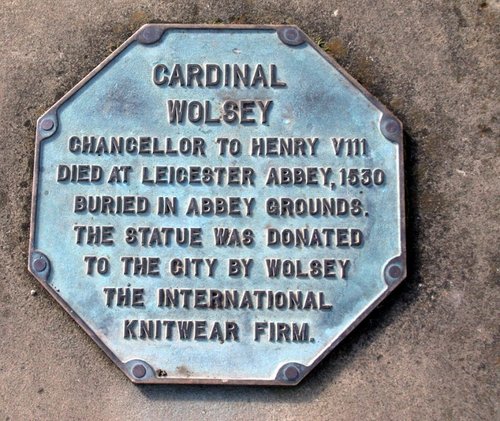 CARDINAL
WOLSEY
CHANCELLOR TO HENRY V111
DIED AT LEICESTER ABBEY, 1530
BURIED IN ABBEY GROUNDS.
THE STATUE WAS DONATED
TO THE CITY BY WOLSEY
THE INTERNATIONAL
KNITWEAR FIRM.